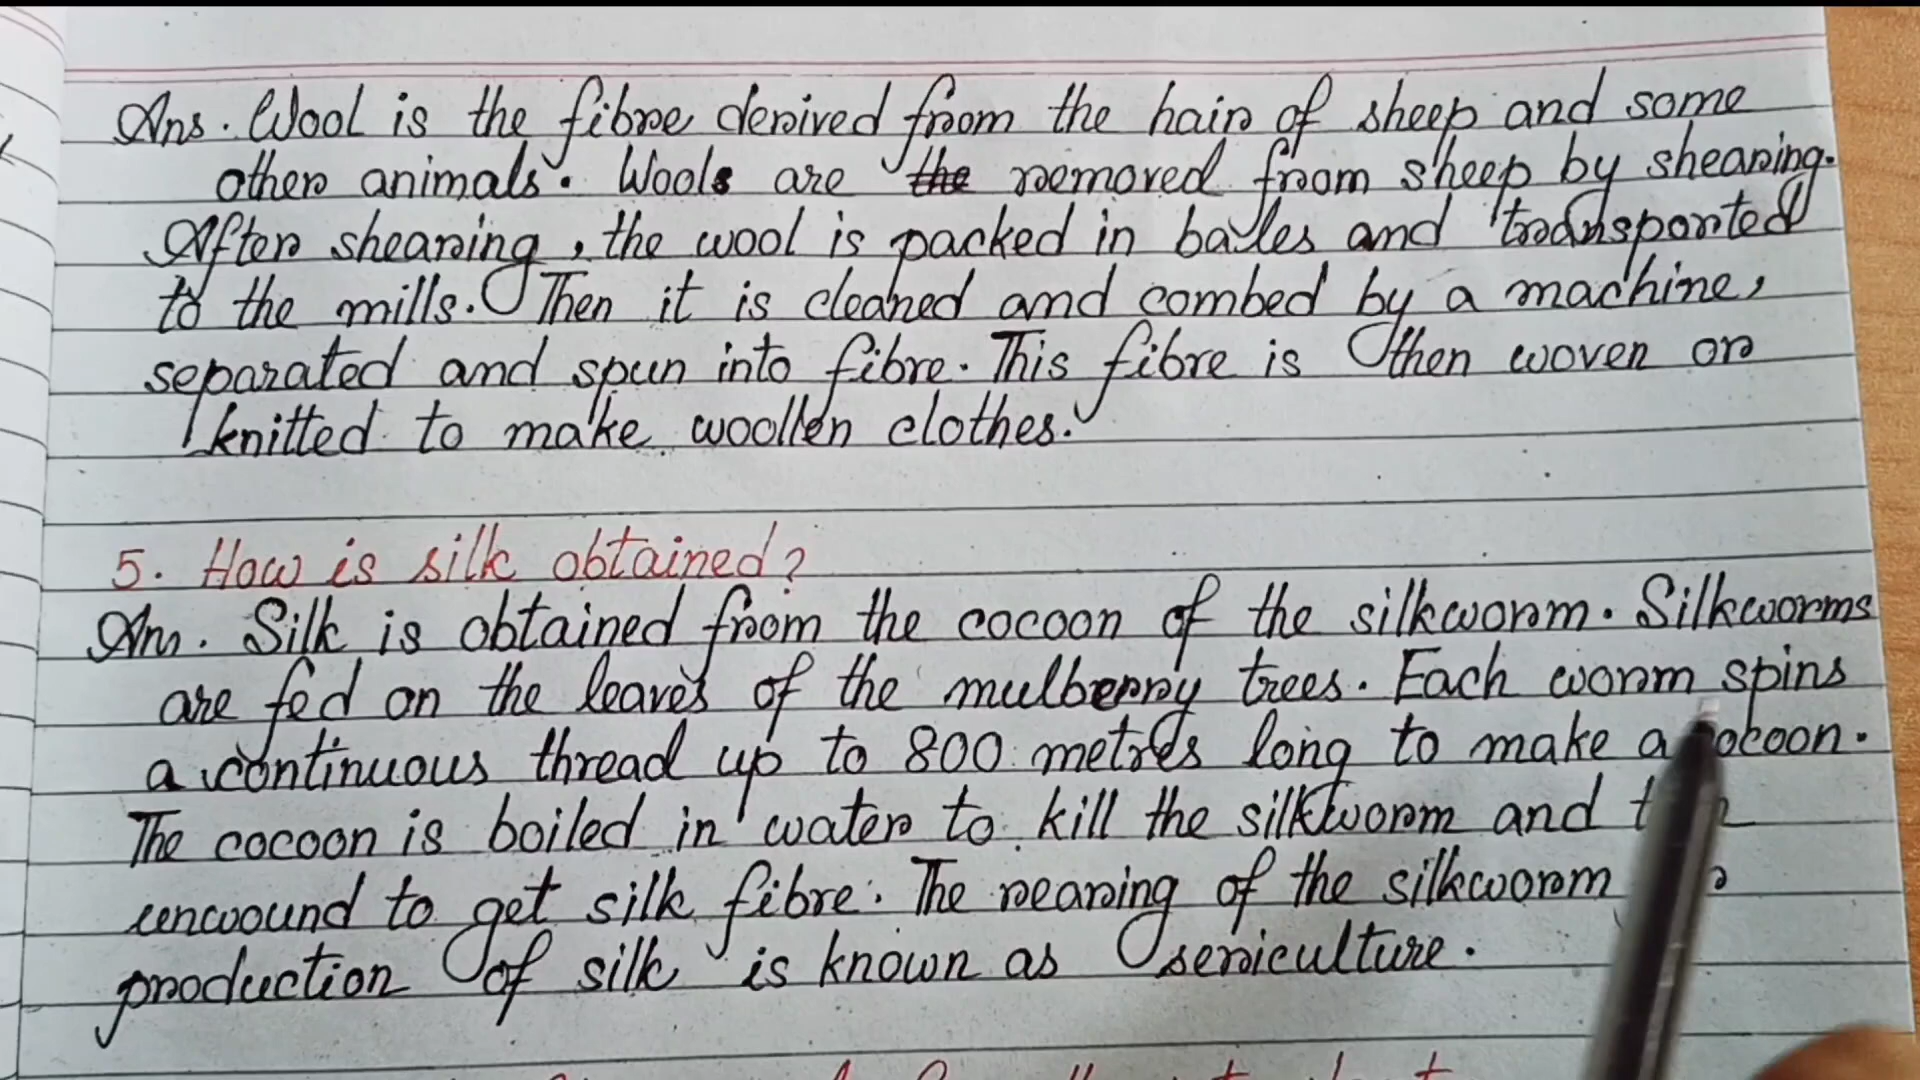 Ans. Wool is the fibre derived from the hair of sheep and some
other animals. Wools are the removed from sheep by shearing.
After shearing, the wool is packed in bales and transported
to the mills. Then it is cleaned and combed by a machine,
separated and spun into fibre. This fibre is then woven or
knitted to make woollen clothes.
5. How is silk obtained?
Ans. Silk is obtained from the cocoon of the silkworm. Silkworms
are fed on the leaves of the mulberry trees. Each worm spins
a continuous thread up to 800 metres long to make a cocoon.
The cocoon is boiled in water to kill the silkworm and
unwound to get silk fibre. The rearing of the silkworm
production of silk is known as sericulture.